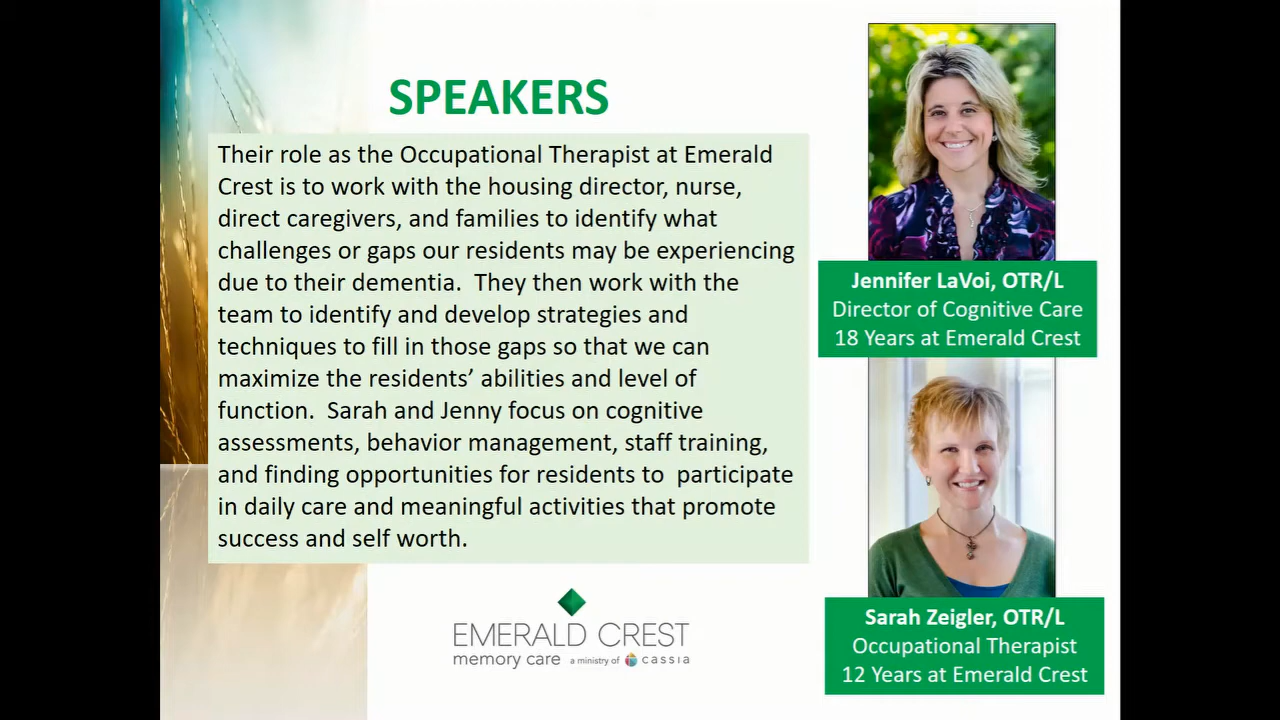 SPEAKERS
Their role as the Occupational Therapist at Emerald
Crest is to work with the housing director, nurse,
direct caregivers, and families to identify what
challenges or gaps our residents may be experiencing
due to their dementia.  They then work with the
team to identify and develop strategies and
techniques to fill in those gaps so that we can
maximize the residents’ abilities and level of
function.  Sarah and Jenny focus on cognitive
assessments, behavior management, staff training,
and finding opportunities for residents to  participate
in daily care and meaningful activities that promote
success and self worth.
Jennifer LaVoi, OTR/L
Director of Cognitive Care
18 Years at Emerald Crest
Sarah Zeigler, OTR/L
Occupational Therapist
12 Years at Emerald Crest
EMERALD CREST
memory care a ministry of cassia